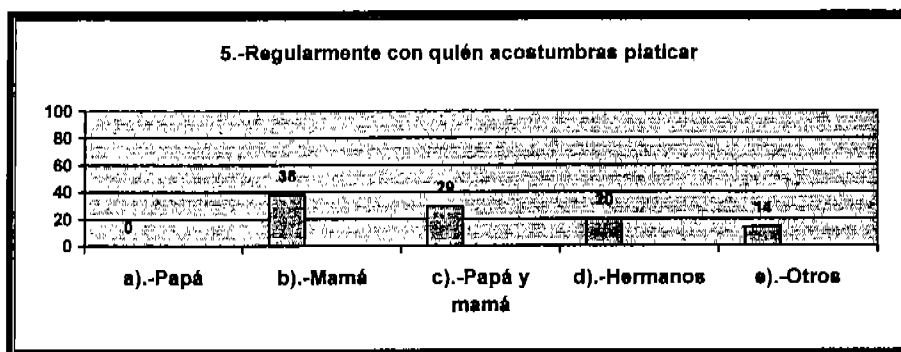 5.-Regularmente con quién acostumbras platicar
100
80
60
40
20
0
0
38
29
20
14
a).-Papá
b).-Mamá
c).-Papá y mamá
d).-Hermanos
e).-Otros